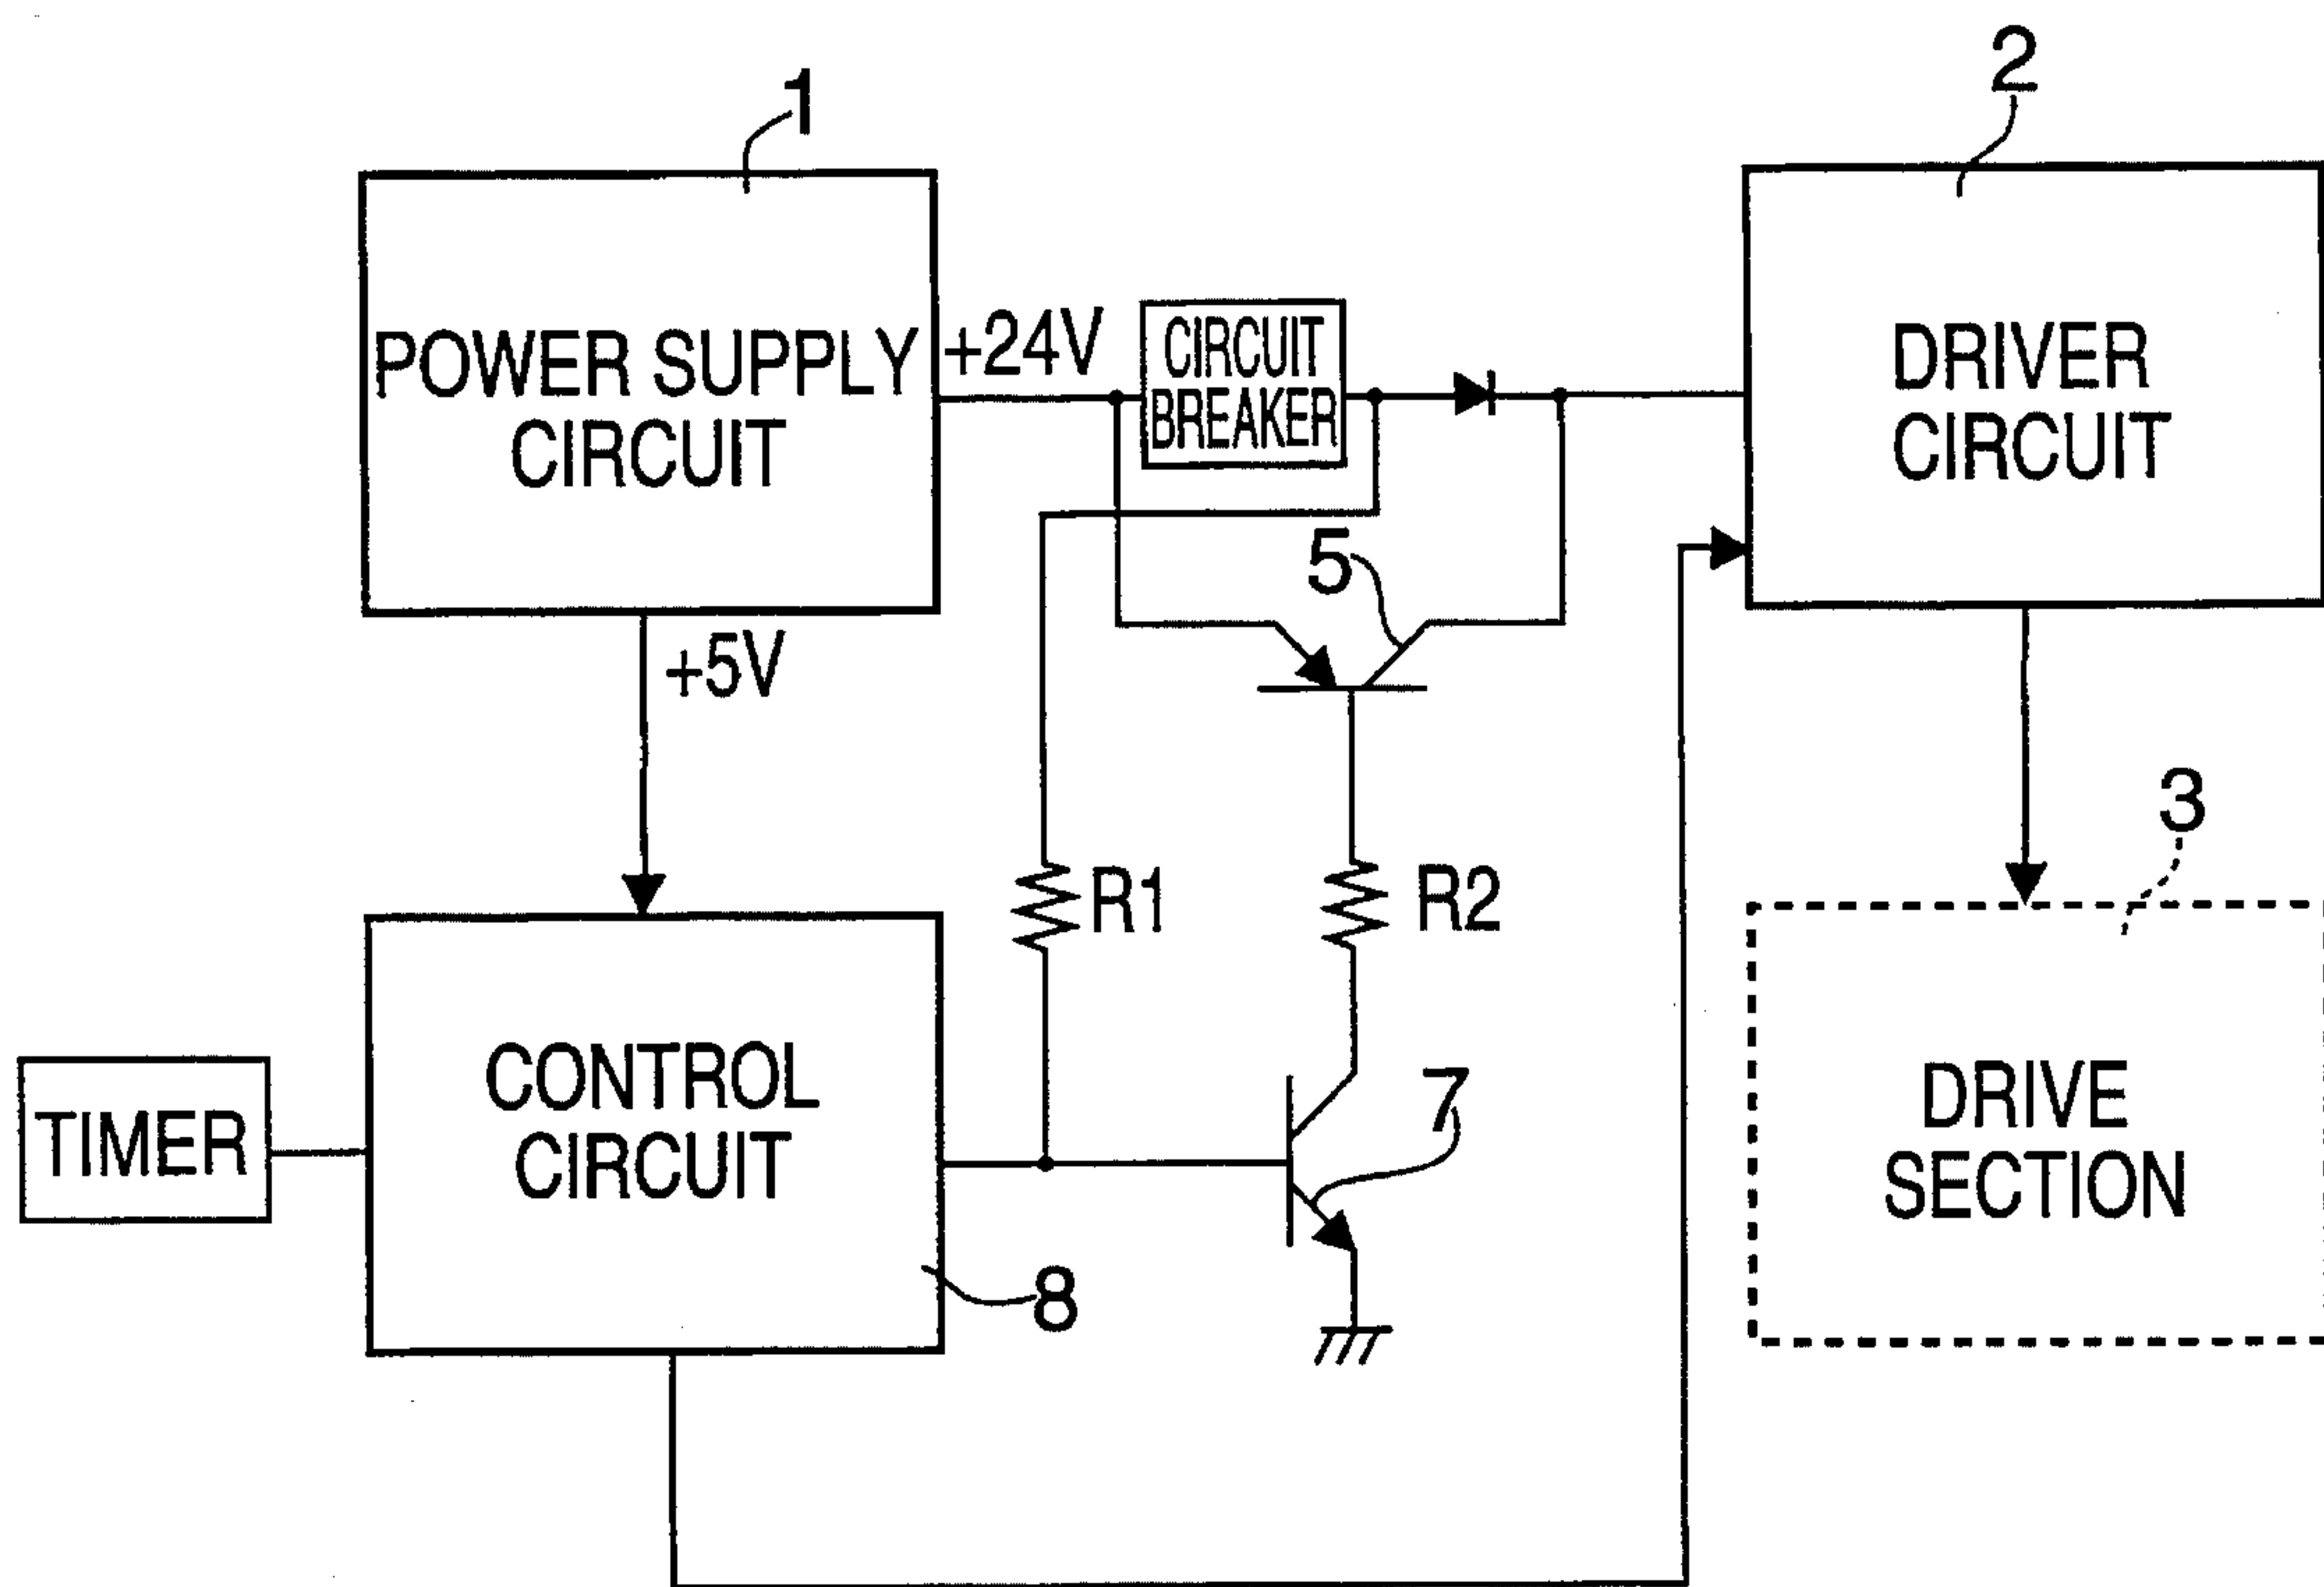 1
2
POWER SUPPLY
CIRCUIT
+24V
CIRCUIT
BREAKER
DRIVER
CIRCUIT
5
+5V
3
R1
R2
TIMER
CONTROL
CIRCUIT
7
8
DRIVE
SECTION